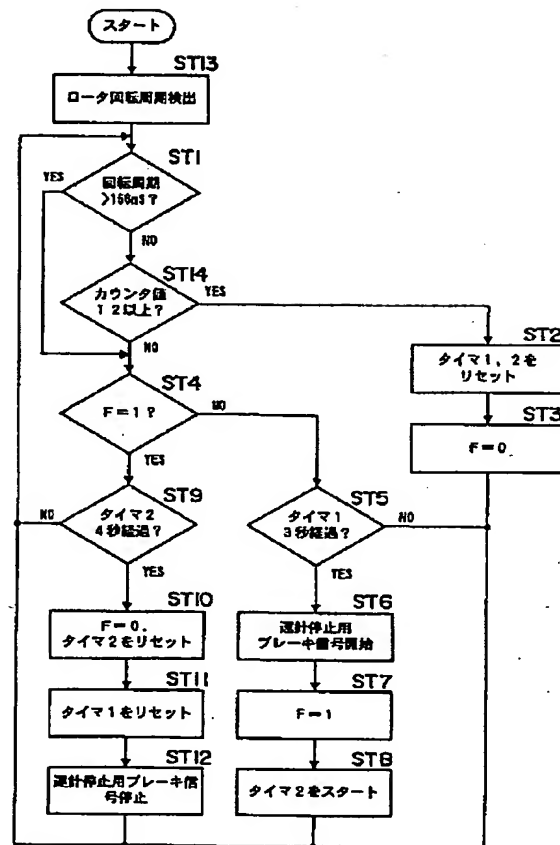 スタート
ST13
ロータ回転周期検出
ST1
YES
回転周期
NO
ST14
カウンタ値
12以上?
YES
NO
ST2
タイマ1,2を
リセット
ST4
F=1?
NO
ST3
F=0
YES
ST9
NO
タイマ2
4秒経過?
ST5
タイマ1
3秒経過?
NO
YES
YES
ST10
F=0,
タイマ2をリセット
ST6
運針停止用
ブレーキ信号開始
ST11
タイマ1をリセット
ST7
F=1
ST12
運針停止用ブレーキ信
号停止
ST8
タイマ2をスタート